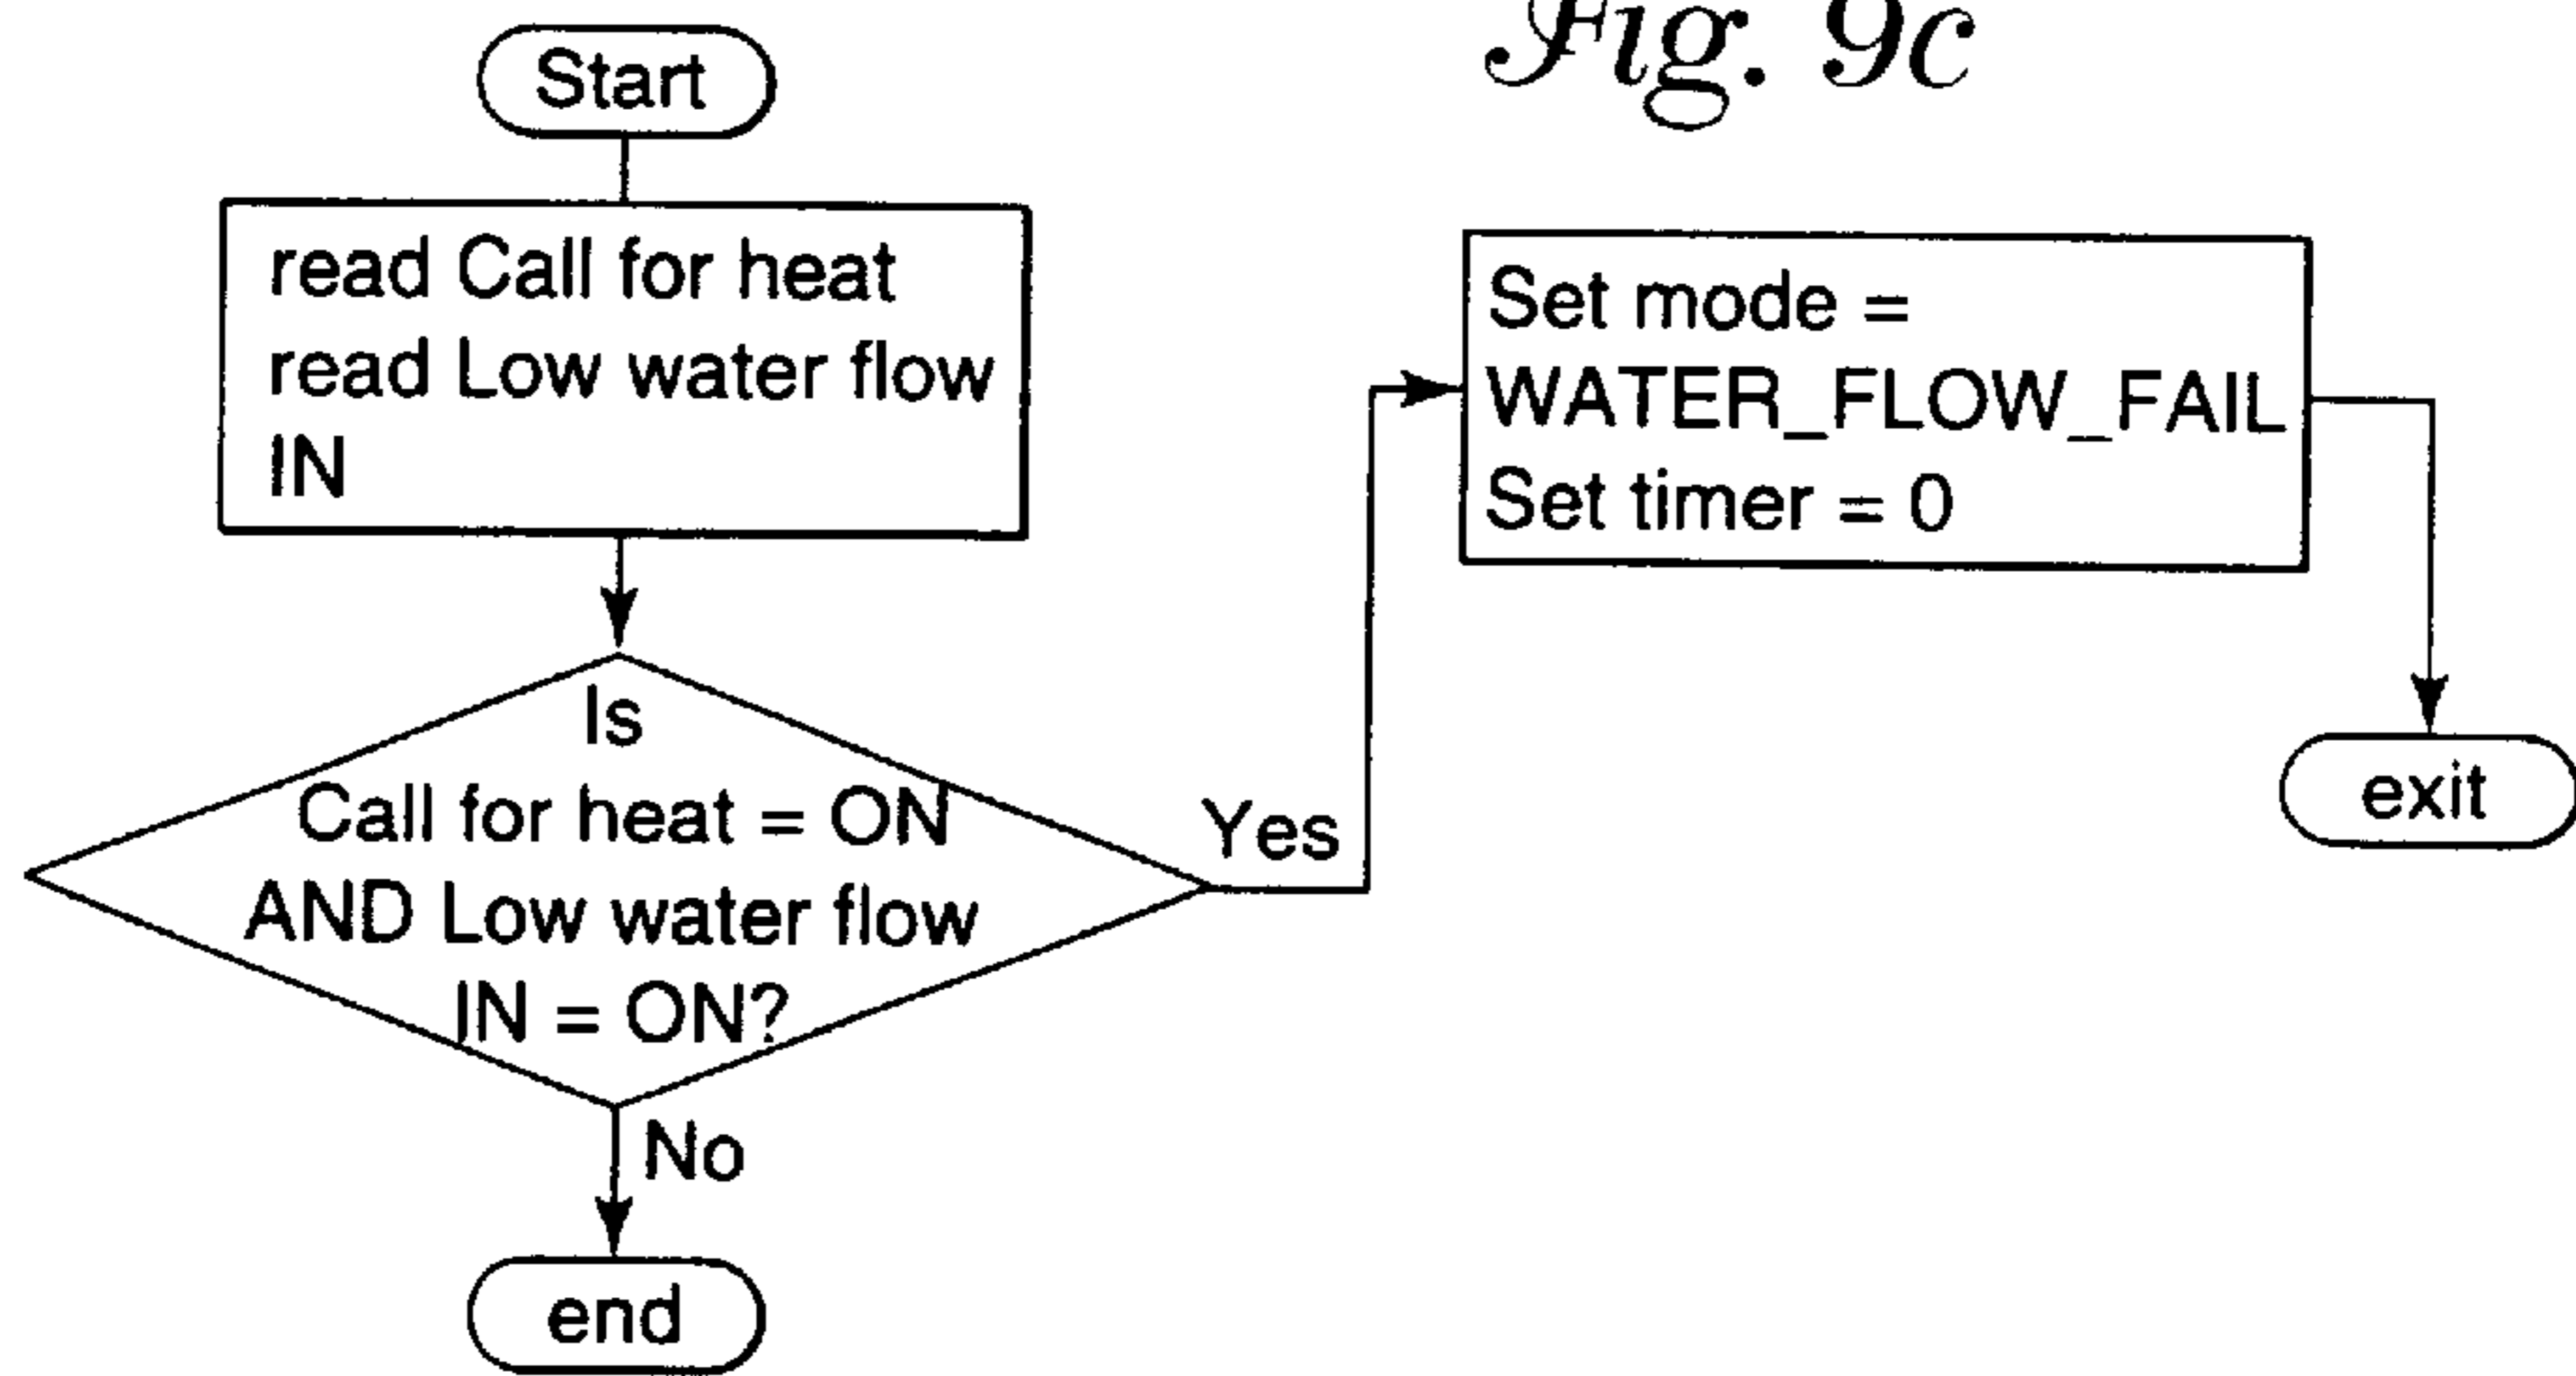 Fig. 9c
Start
read Call for heat
read Low water flow
IN
Is
Call for heat = ON
AND Low water flow
IN = ON?
Yes
No
end
Set mode =
WATER_FLOW_FAIL
Set timer = 0
exit